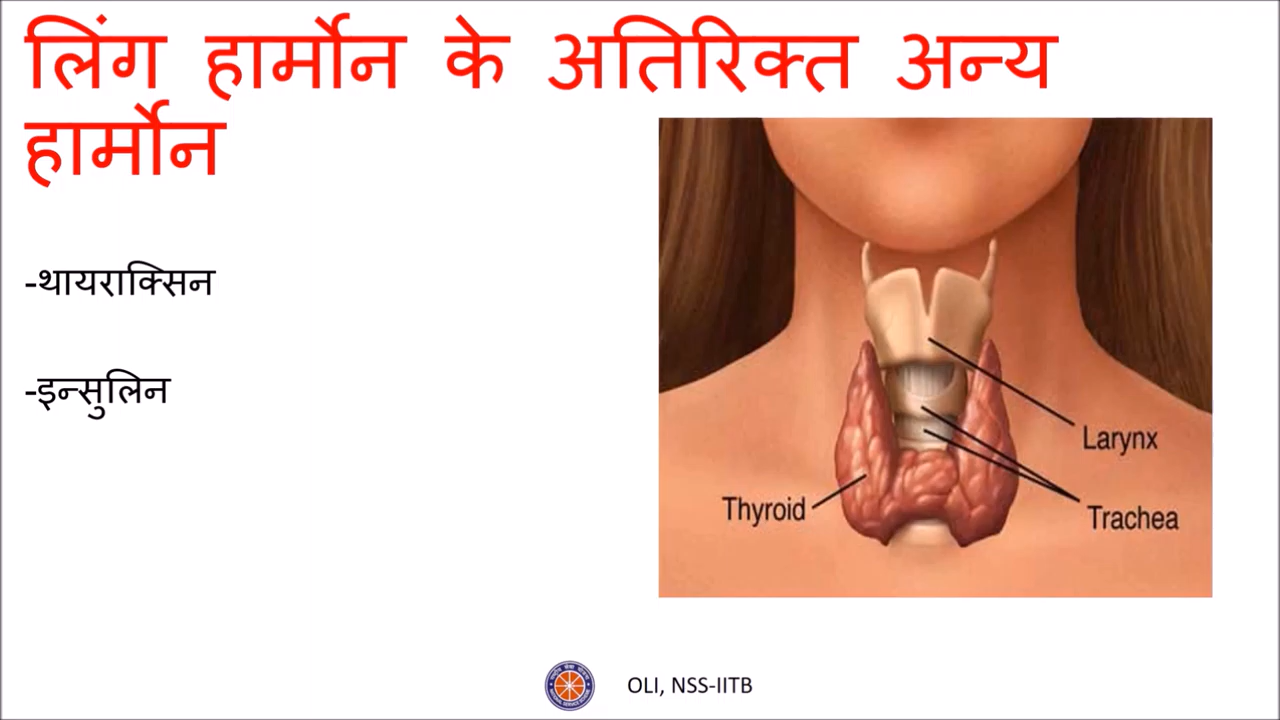 लिंग हार्मोन के अतिरिक्त अन्य
हार्मोन
-थायराक्सिन
-इन्सुलिन
Larynx
Thyroid
Trachea
OLI, NSS-IITB